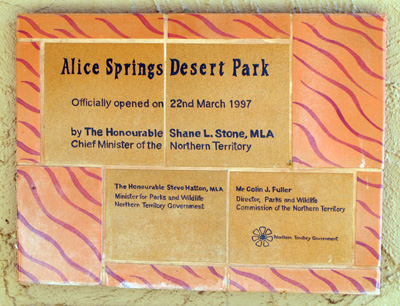 Alice Springs Desert Park
Officially opened on 22nd March 1997
by The Honourable Shane L. Stone, MLA
Chief Minister of the Northern Territory
The Honourable Steve Hatton, MLA
Minister for Parks and Wildlife
Northern Territory Government
Mr Colin J. Fuller
Director, Parks and Wildlife
Commission of the Northern Territory
Northern Territory Government